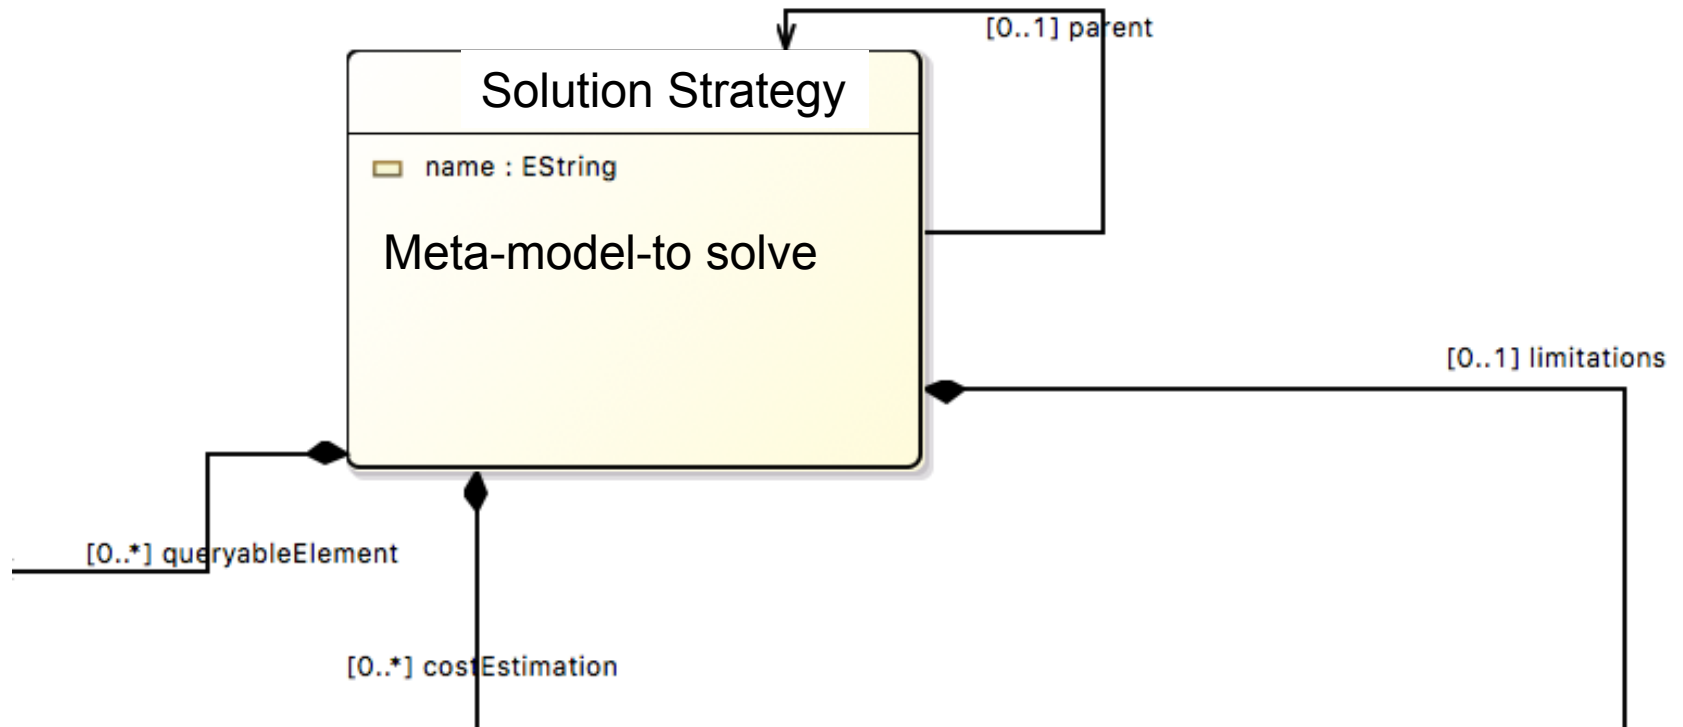 [0..1] parent
Solution Strategy
name : EString
Meta-model-to solve
[0..1] limitations
[0..*] queryableElement
[0..*] costEstimation